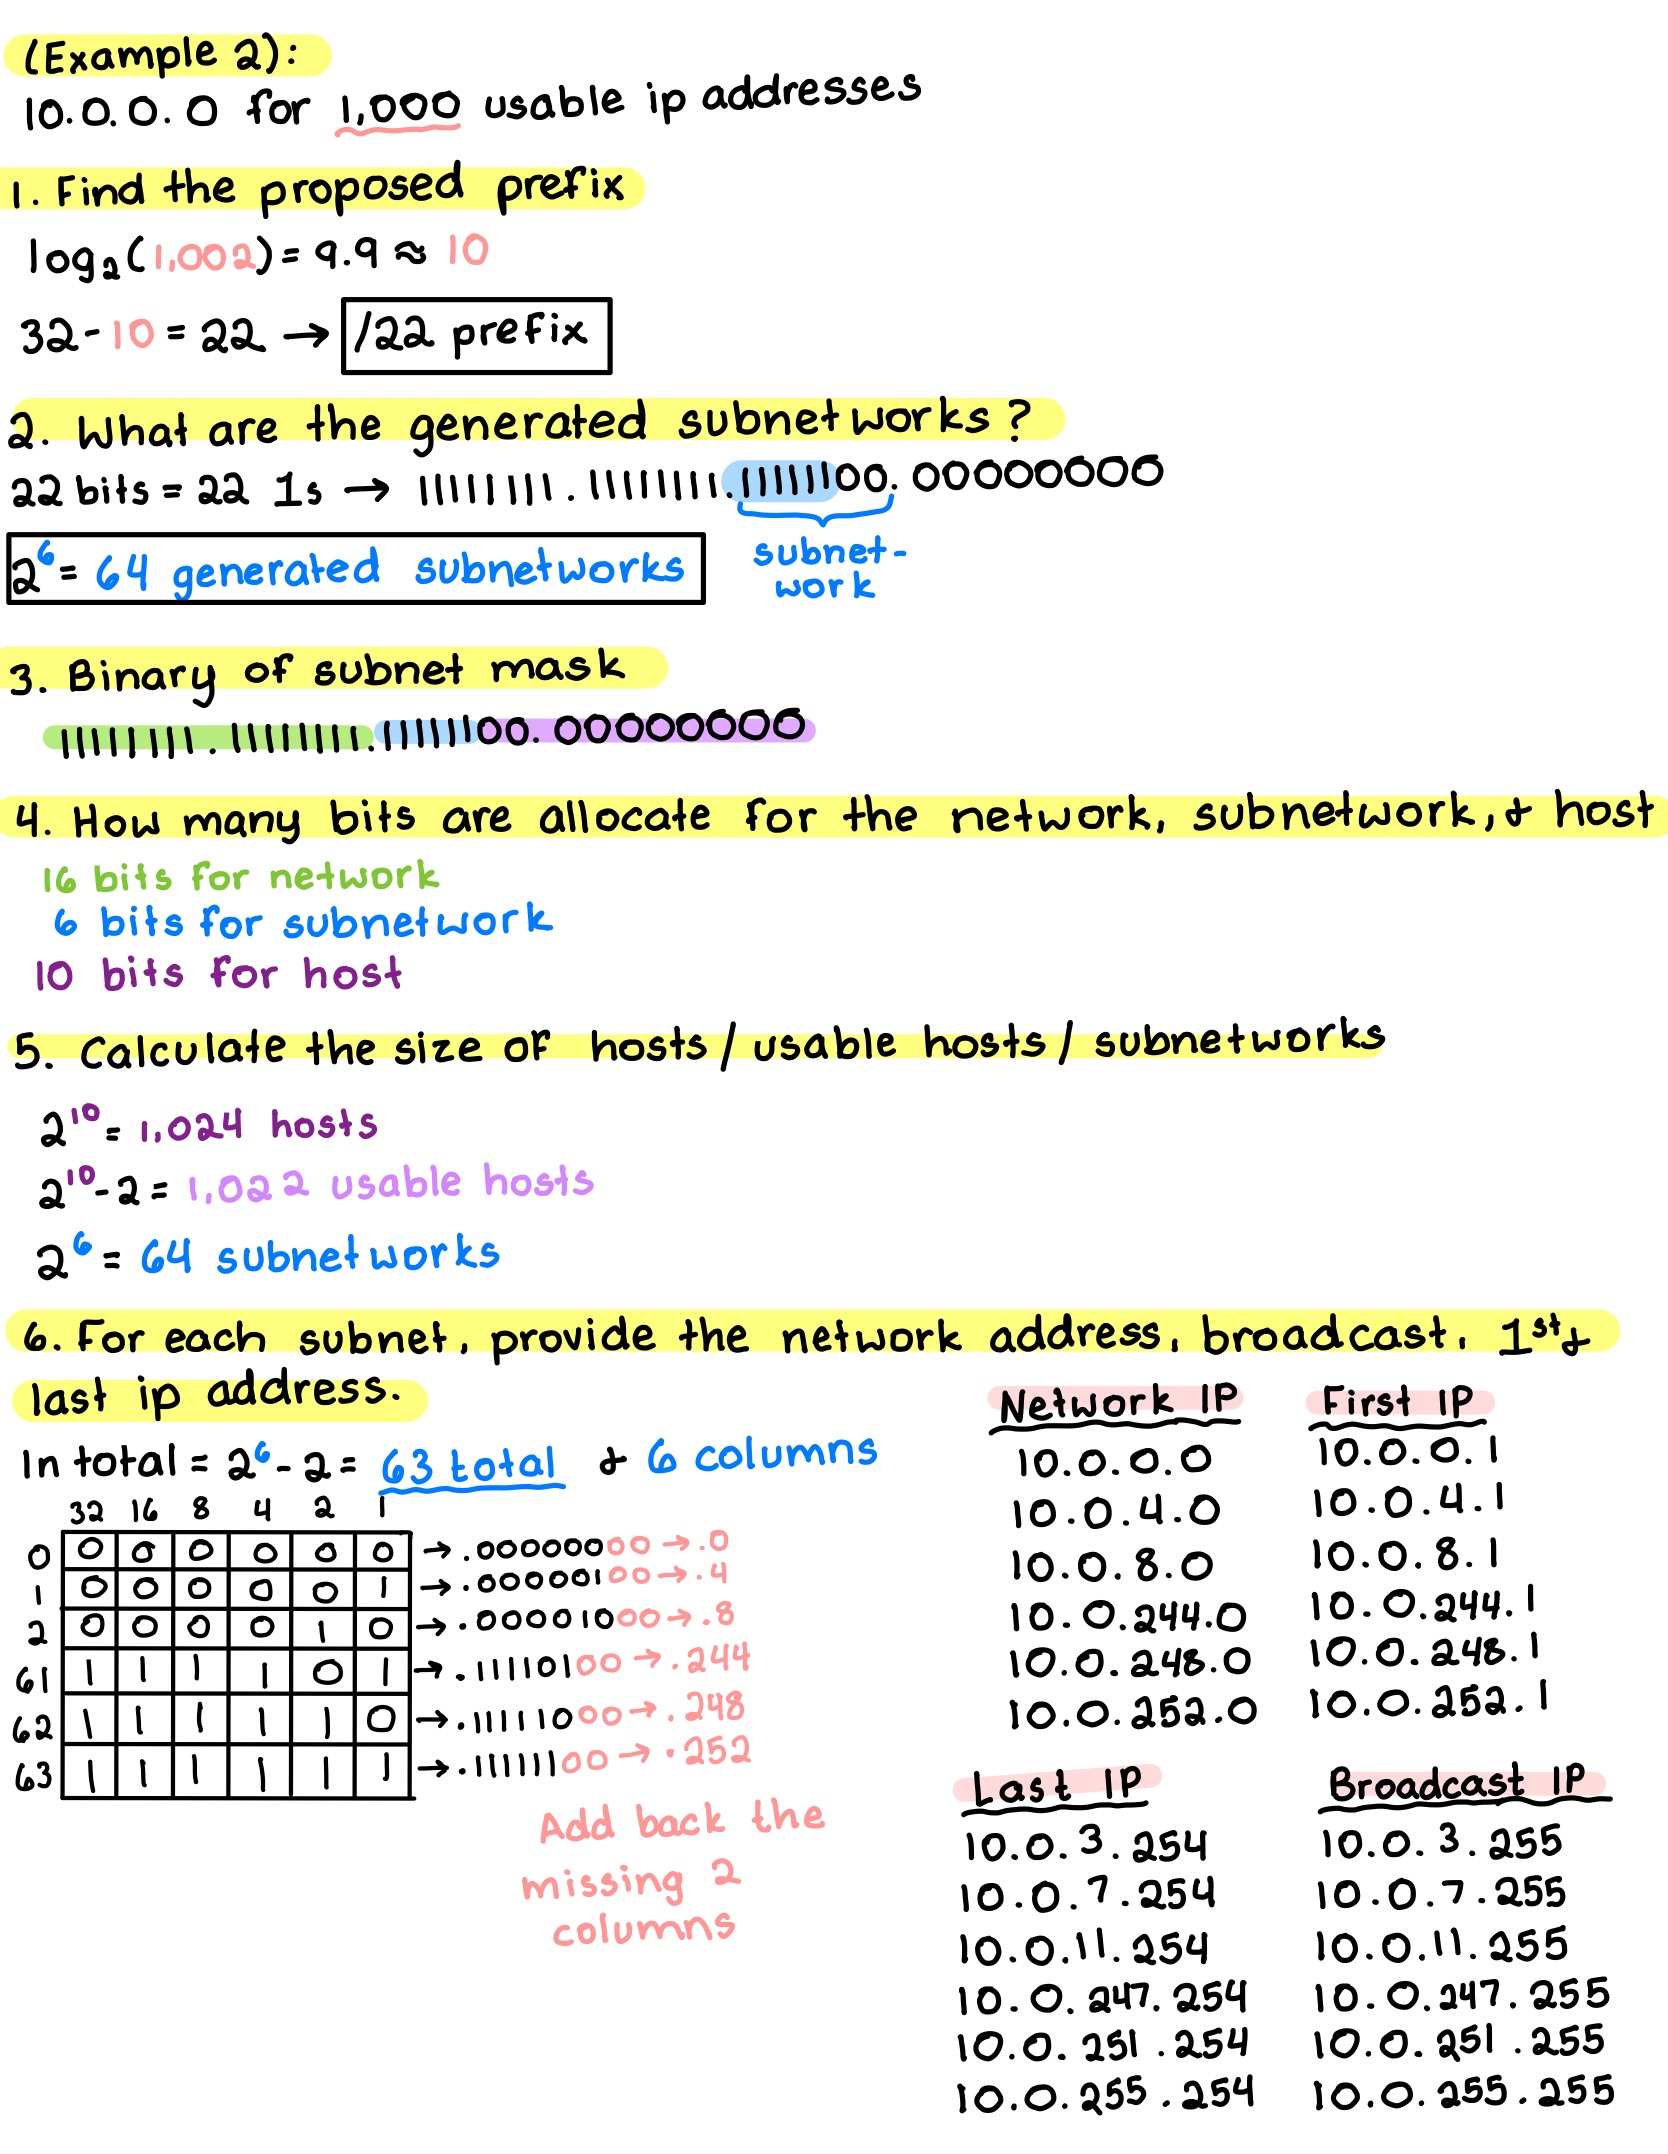 (Example 2):
10.0.0.0 for 1,000 usable ip addresses
1. Find the proposed prefix
log₂(1,002) = 9.9 ≈ 10
32 - 10 = 22 → /22 prefix
2. What are the generated subnetworks?
22 bits = 22 1s → 11111111.11111111.11111100.00000000
subnet-
work
2⁶ = 64 generated subnetworks
3. Binary of subnet mask
11111111.11111111.11111100.00000000
4. How many bits are allocate for the network, subnetwork, & host
16 bits for network
6 bits for subnetwork
10 bits for host
5. Calculate the size of hosts / usable hosts / subnetworks
2¹⁰ = 1,024 hosts
2¹⁰ - 2 = 1,022 usable hosts
2⁶ = 64 subnetworks
6. For each subnet, provide the network address, broadcast, 1st &
last ip address.
In total = 2⁶ - 2 = 63 total & 6 columns
32 16 8 4 2 1
0 0 0 0 0 0 0 → .00000000 → .0
1 0 0 0 0 0 1 → .00000100 → .4
2 0 0 0 0 1 0 → .00001000 → .8
61 1 1 1 1 0 1 → .11110100 → .244
62 1 1 1 1 1 0 → .11111000 → .248
63 1 1 1 1 1 1 → .11111100 → .252
Add back the
missing 2
columns
Network IP
10.0.0.0
10.0.4.0
10.0.8.0
10.0.244.0
10.0.248.0
10.0.252.0
First IP
10.0.0.1
10.0.4.1
10.0.8.1
10.0.244.1
10.0.248.1
10.0.252.1
Last IP
10.0.3.254
10.0.7.254
10.0.11.254
10.0.247.254
10.0.251.254
10.0.255.254
Broadcast IP
10.0.3.255
10.0.7.255
10.0.11.255
10.0.247.255
10.0.251.255
10.0.255.255